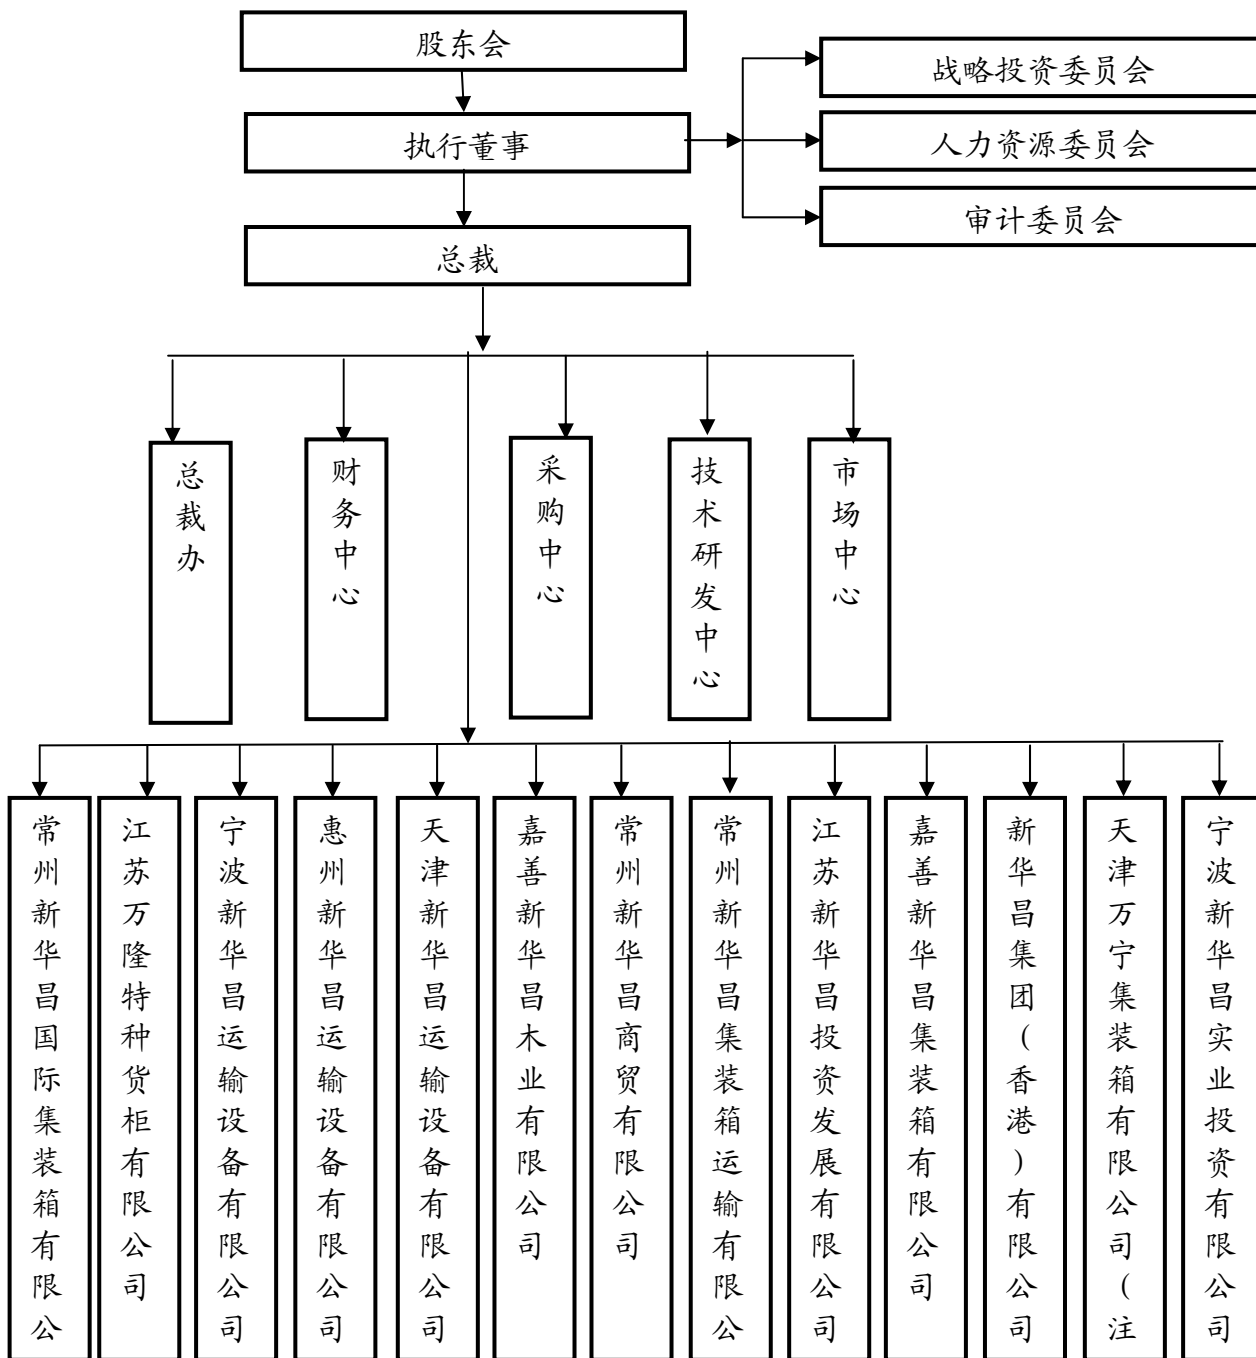 股东会
战略投资委员会
执行董事
人力资源委员会
审计委员会
总裁
总裁办
财务中心
采购中心
技术研发中心
市场中心
常州新华昌国际集装箱有限公
江苏万隆特种货柜有限公司
宁波新华昌运输设备有限公司
惠州新华昌运输设备有限公司
天津新华昌运输设备有限公司
嘉善新华昌木业有限公司
常州新华昌商贸有限公司
常州新华昌集装箱运输有限公
江苏新华昌投资发展有限公司
嘉善新华昌集装箱有限公司
新华昌集团(香港)有限公司
天津万宁集装箱有限公司(注
宁波新华昌实业投资有限公司